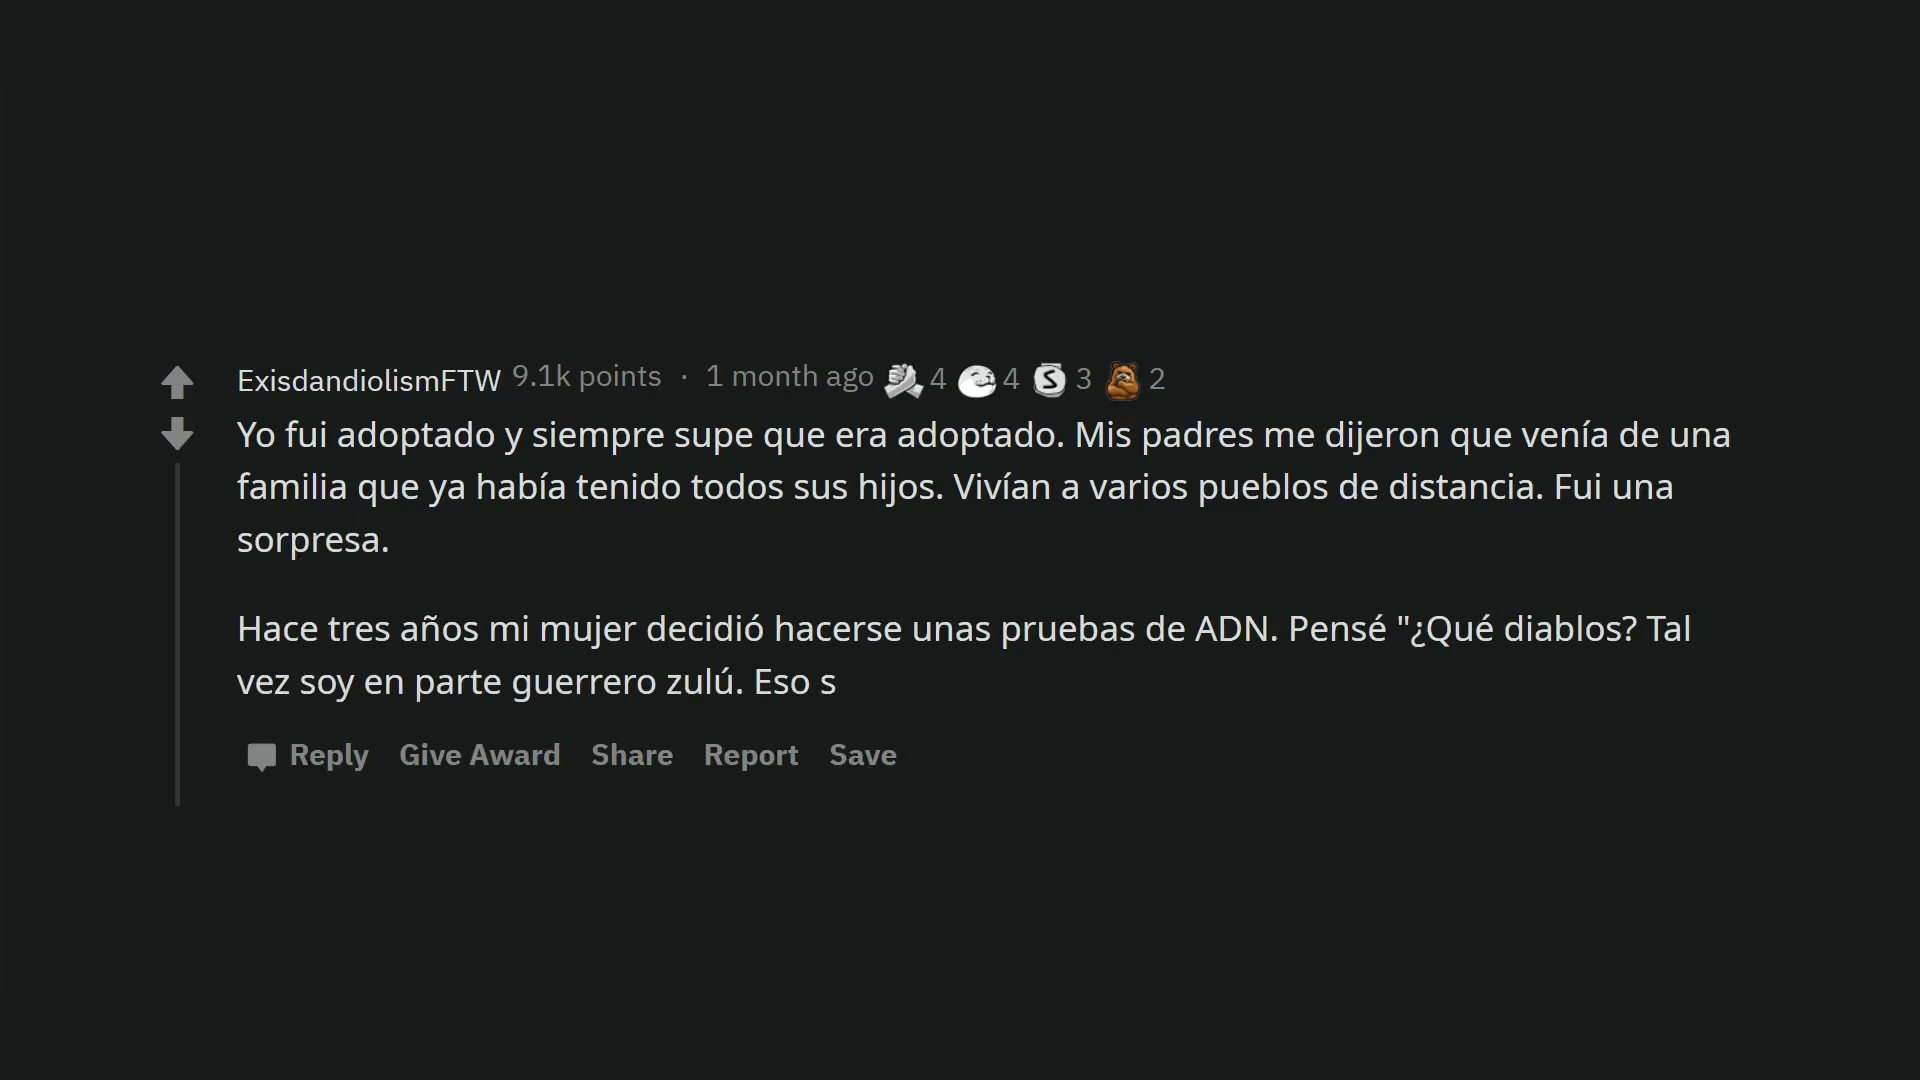 ExisdandiolismFTW 9.1k points · 1 month ago 4 4 S 3 2
Yo fui adoptado y siempre supe que era adoptado. Mis padres me dijeron que venía de una
familia que ya había tenido todos sus hijos. Vivían a varios pueblos de distancia. Fui una
sorpresa.
Hace tres años mi mujer decidió hacerse unas pruebas de ADN. Pensé "¿Qué diablos? Tal
vez soy en parte guerrero zulú. Eso s
Reply Give Award Share Report Save